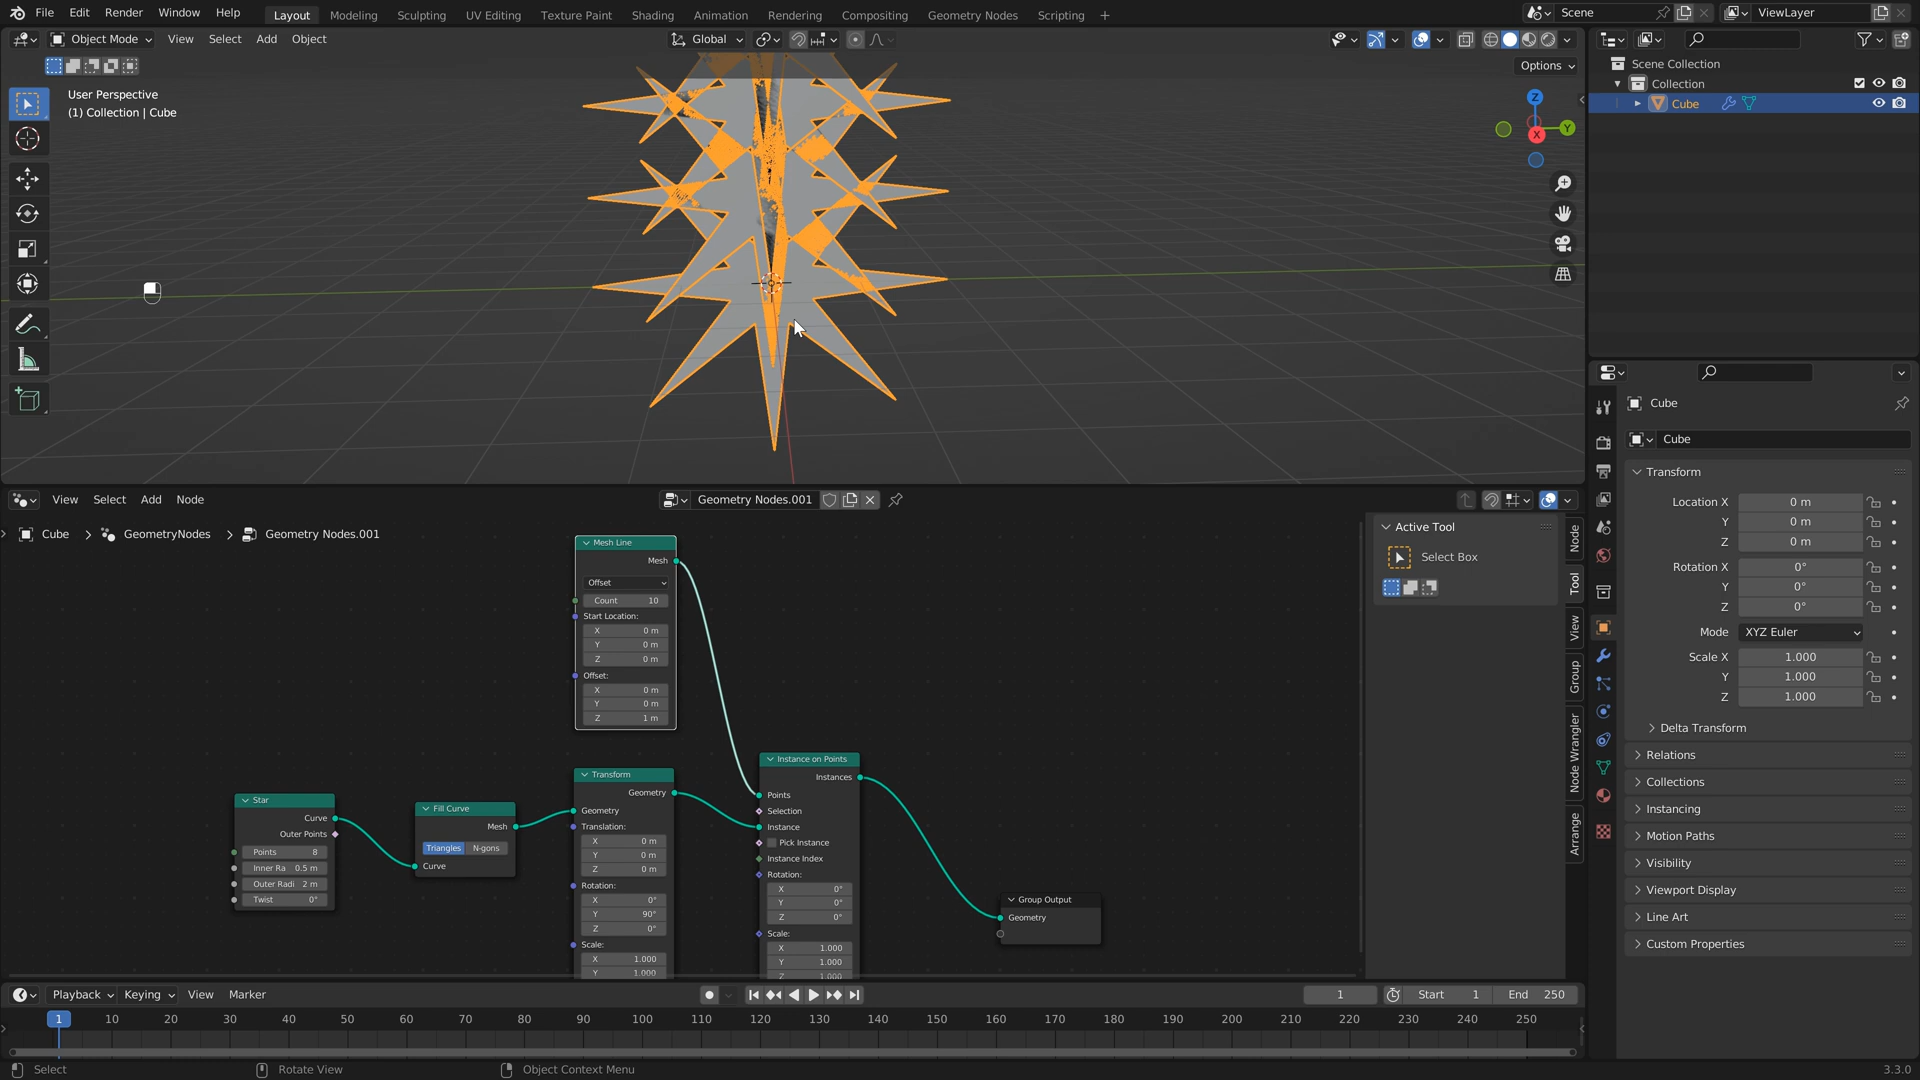 File Edit Render Window Help Layout Modeling Sculpting UV Editing Texture Paint Shading Animation Rendering Compositing Geometry Nodes Scripting + Scene ViewLayer
Object Mode View Select Add Object Global
Options
User Perspective
(1) Collection | Cube
Z
Y
X
Scene Collection
Collection
Cube
Cube
Cube
Transform
Location X 0 m
Y 0 m
Z 0 m
Rotation X 0°
Y 0°
Z 0°
Mode XYZ Euler
Scale X 1.000
Y 1.000
Z 1.000
Delta Transform
Relations
Collections
Instancing
Motion Paths
Visibility
Viewport Display
Line Art
Custom Properties
View Select Add Node Geometry Nodes.001
Cube > GeometryNodes > Geometry Nodes.001
Active Tool
Select Box
Node
Tool
View
Group
Node Wrangler
Arrange
Mesh Line
Mesh
Offset
Count 10
Start Location:
X 0 m
Y 0 m
Z 0 m
Offset:
X 0 m
Y 0 m
Z 1 m
Star
Curve
Outer Points
Points 8
Inner Ra 0.5 m
Outer Radi 2 m
Twist 0°
Fill Curve
Mesh
Triangles N-gons
Curve
Transform
Geometry
Geometry
Translation:
X 0 m
Y 0 m
Z 0 m
Rotation:
X 0°
Y 90°
Z 0°
Scale:
X 1.000
Y 1.000
Instance on Points
Instances
Points
Selection
Instance
Pick Instance
Instance Index
Rotation:
X 0°
Y 0°
Z 0°
Scale:
X 1.000
Y 1.000
Z 1.000
Group Output
Geometry
Playback Keying View Marker 1 Start 1 End 250
1 10 20 30 40 50 60 70 80 90 100 110 120 130 140 150 160 170 180 190 200 210 220 230 240 250
Select Rotate View Object Context Menu 3.3.0